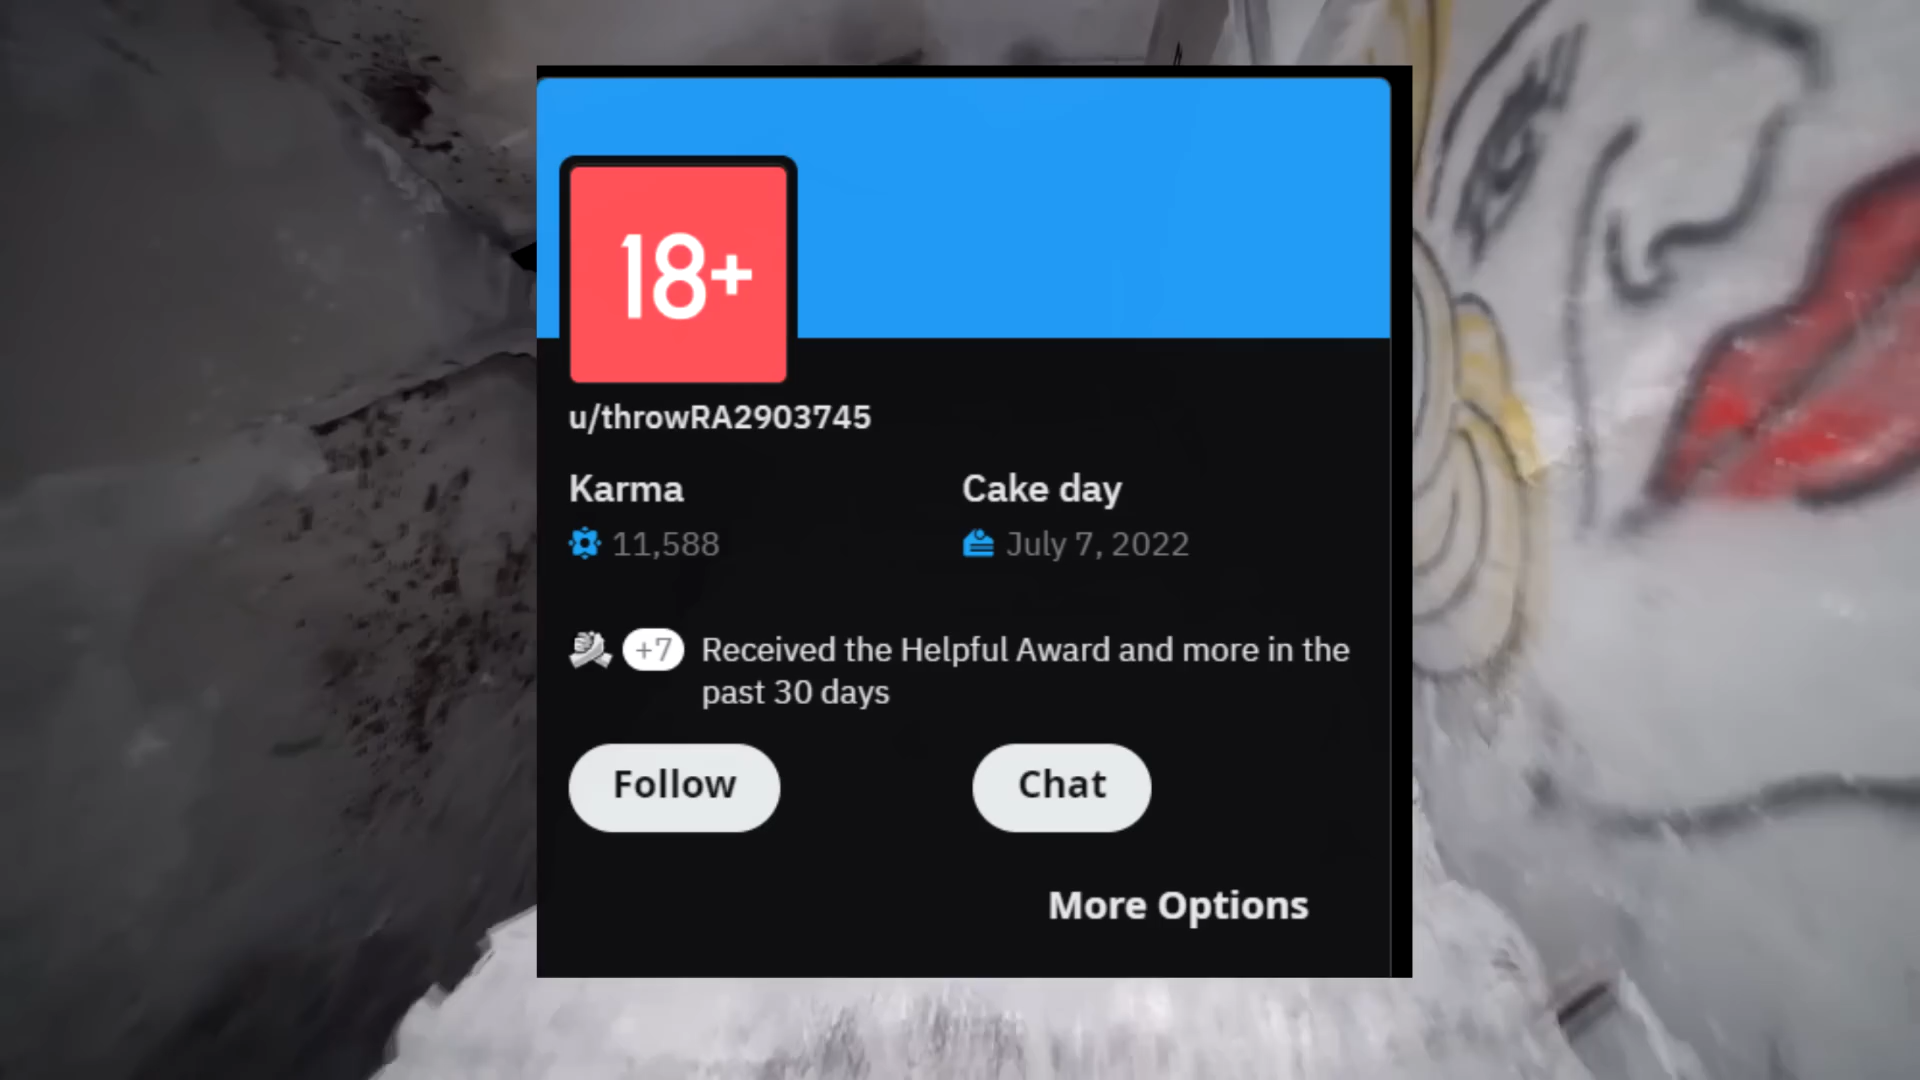 18+
u/throwRA2903745
Karma
Cake day
11,588
July 7, 2022
+7
Received the Helpful Award and more in the
past 30 days
Follow
Chat
More Options